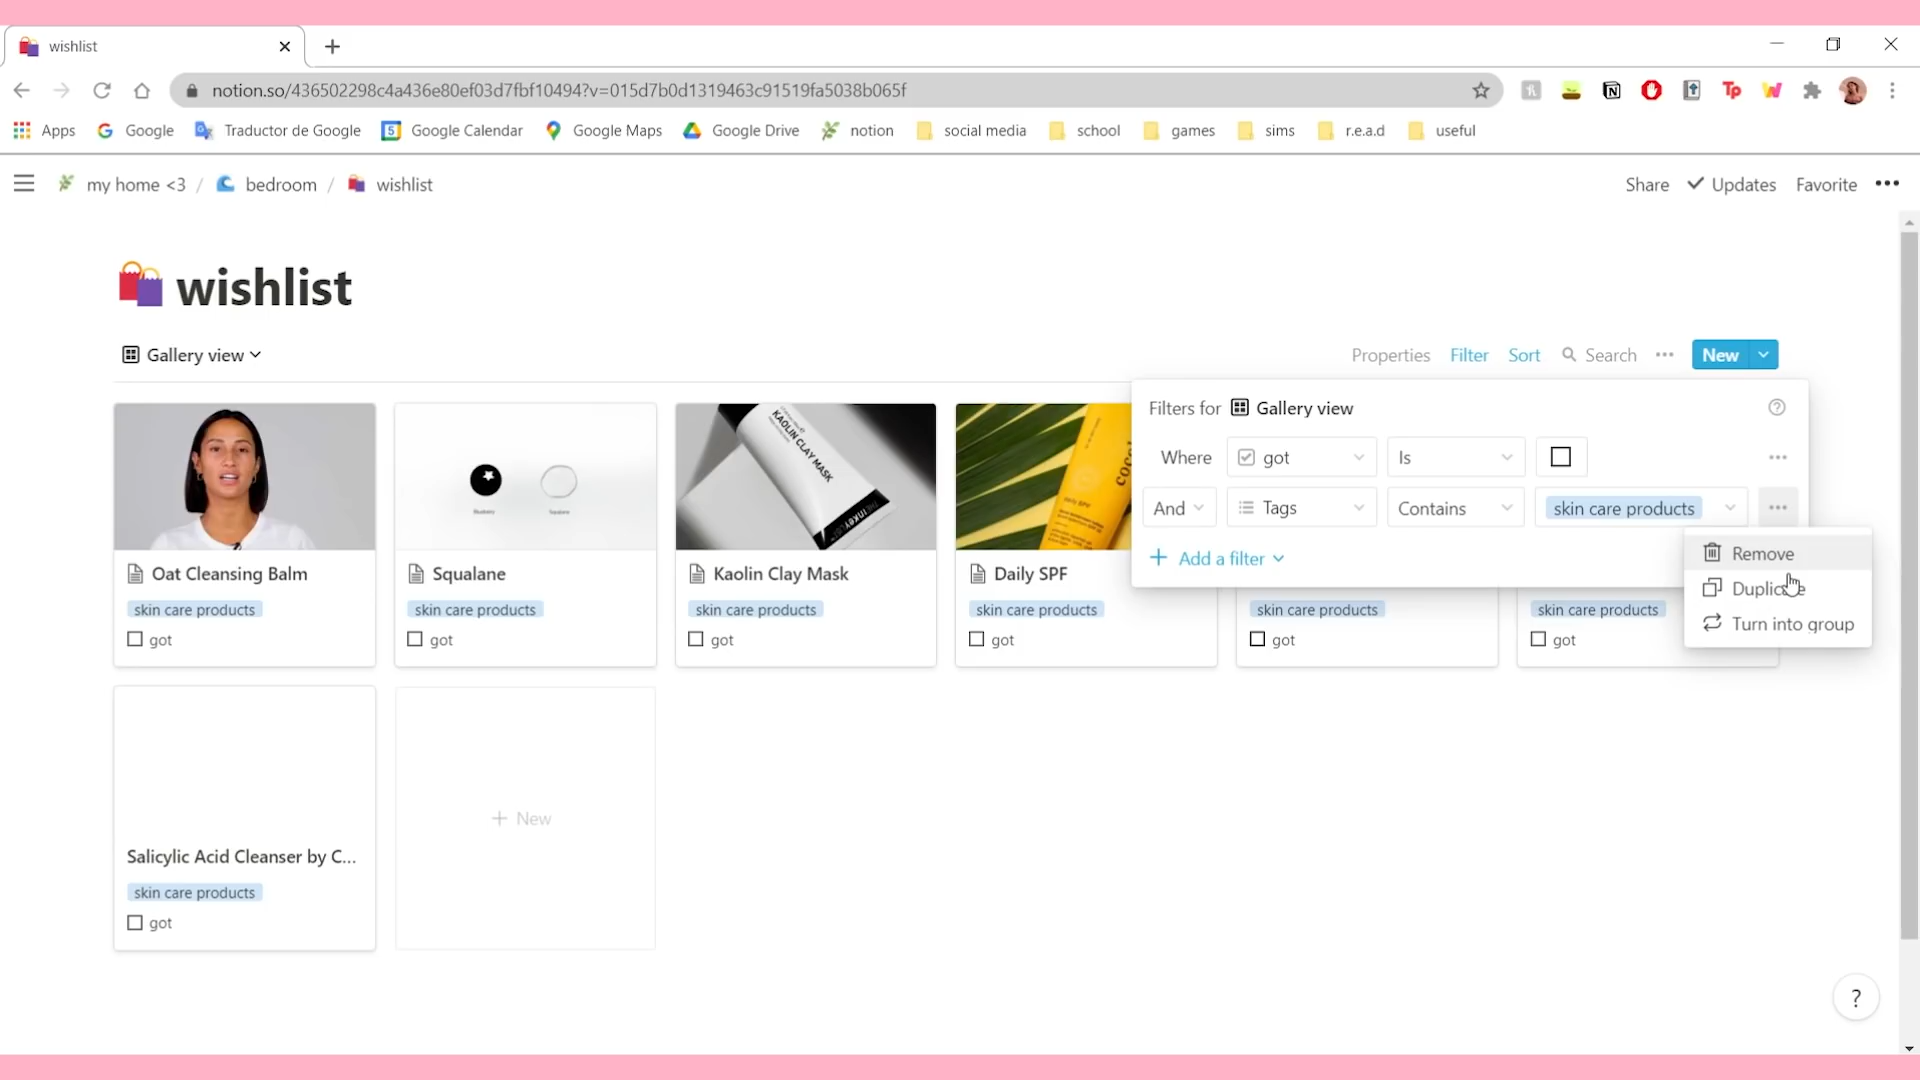 wishlist
notion.so/436502298c4a436e80ef03d7fbf10494?v=015d7b0d1319463c91519fa5038b065f
Apps Google Traductor de Google Google Calendar Google Maps Google Drive notion social media school games sims r.e.a.d useful
my home <3 / bedroom / wishlist
Share Updates Favorite
wishlist
Gallery view
Properties Filter Sort Search New
Filters for Gallery view
Where got Is
And Tags Contains skin care products
+ Add a filter
Remove
Duplicate
Turn into group
KAOLIN CLAY MASK
daily SPF
Oat Cleansing Balm
skin care products
got
Squalane
skin care products
got
Kaolin Clay Mask
skin care products
got
Daily SPF
skin care products
got
skin care products
got
skin care products
got
Salicylic Acid Cleanser by C...
skin care products
got
+ New
?